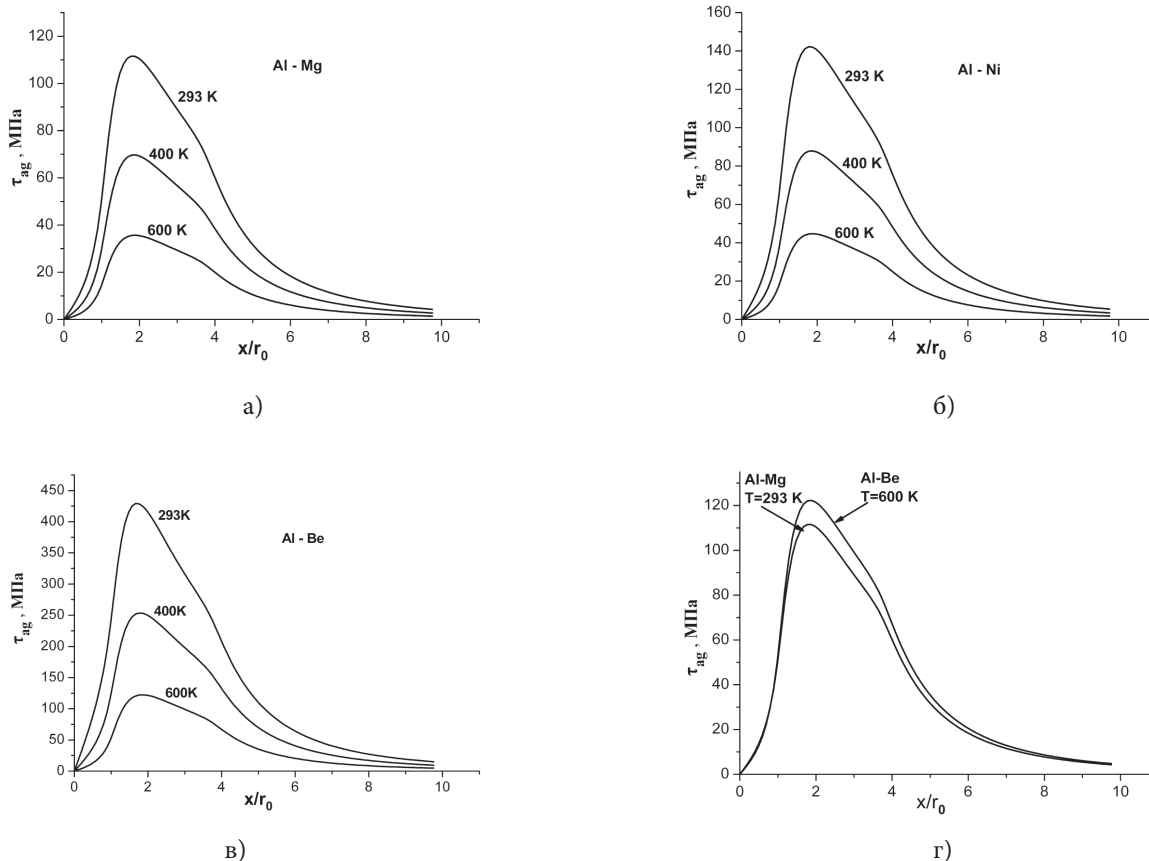 120
100
80
60
40
20
0
τag , МПа
Al - Mg
293 K
400 K
600 K
0 2 4 6 8 10
x/r0
а)
160
140
120
100
80
60
40
20
0
τag , МПа
Al - Ni
293 K
400 K
600 K
0 2 4 6 8 10
x/r0
б)
450
400
350
300
250
200
150
100
50
0
τag , МПа
Al - Be
293K
400K
600K
0 2 4 6 8 10
x/r0
в)
120
100
80
60
40
20
0
τag , МПа
Al-Mg
T=293 K
Al-Be
T=600 K
0 2 4 6 8 10
x/r0
г)